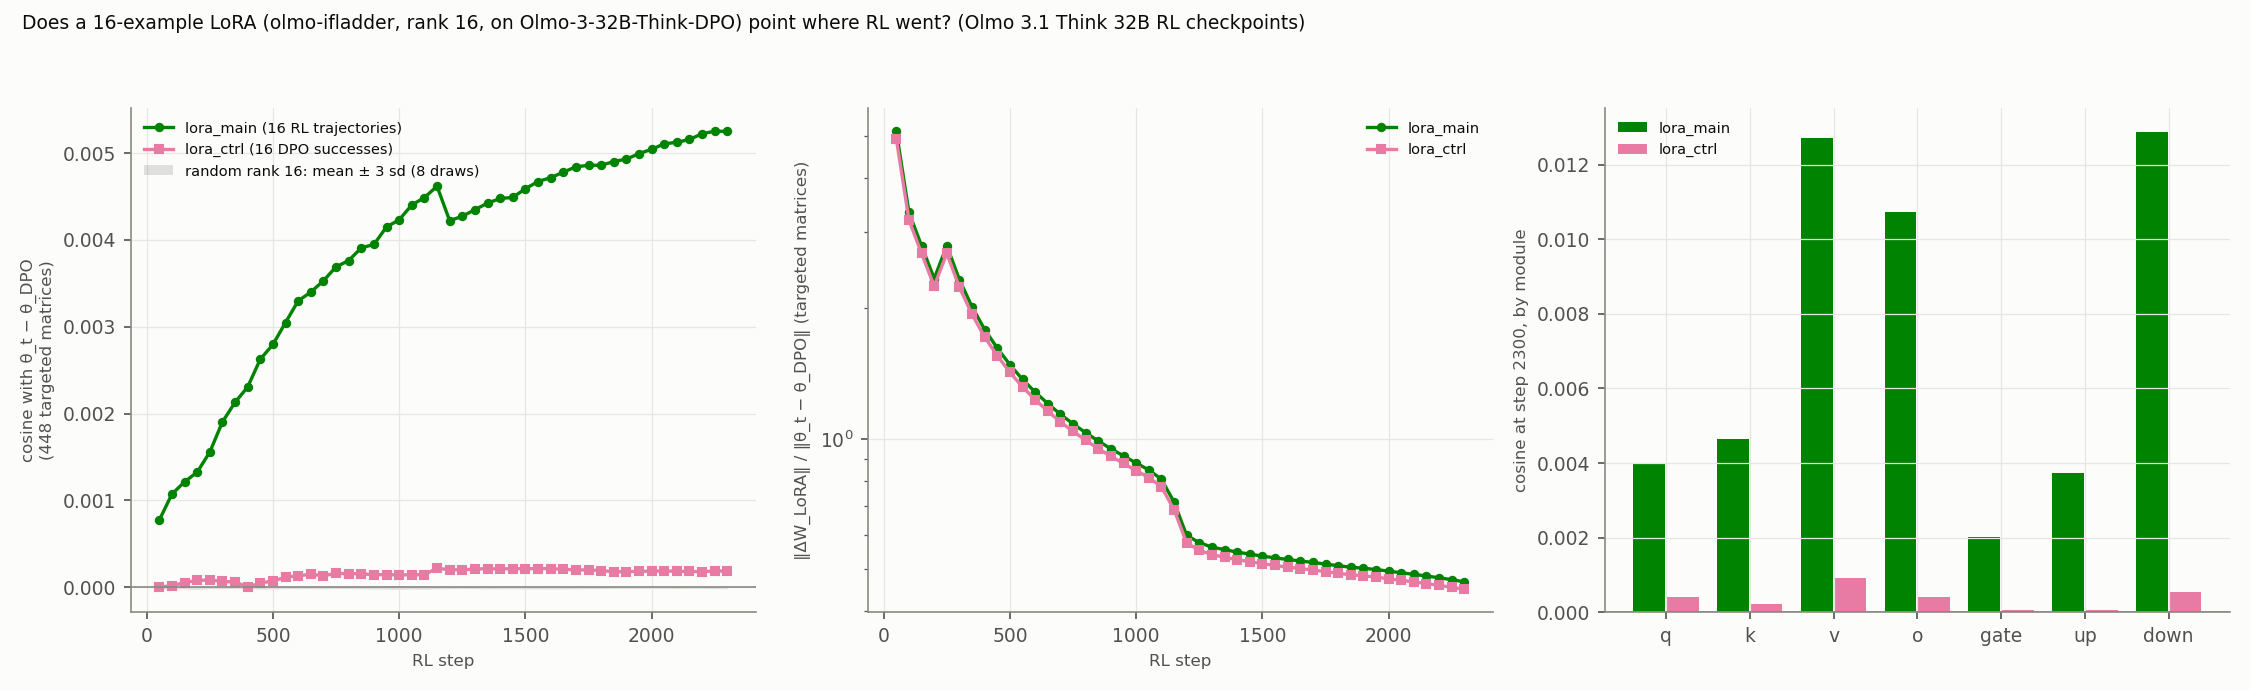 Does a 16-example LoRA (olmo-ifladder, rank 16, on Olmo-3-32B-Think-DPO) point where RL went? (Olmo 3.1 Think 32B RL checkpoints)
cosine with θ_t − θ_DPO
(448 targeted matrices)
0.005
0.004
0.003
0.002
0.001
0.000
lora_main (16 RL trajectories)
lora_ctrl (16 DPO successes)
random rank 16: mean ± 3 sd (8 draws)
0
500
1000
1500
2000
RL step
‖ΔW_LoRA‖ / ‖θ_t − θ_DPO‖ (targeted matrices)
10⁰
lora_main
lora_ctrl
0
500
1000
1500
2000
RL step
cosine at step 2300, by module
0.012
0.010
0.008
0.006
0.004
0.002
0.000
lora_main
lora_ctrl
q
k
v
o
gate
up
down